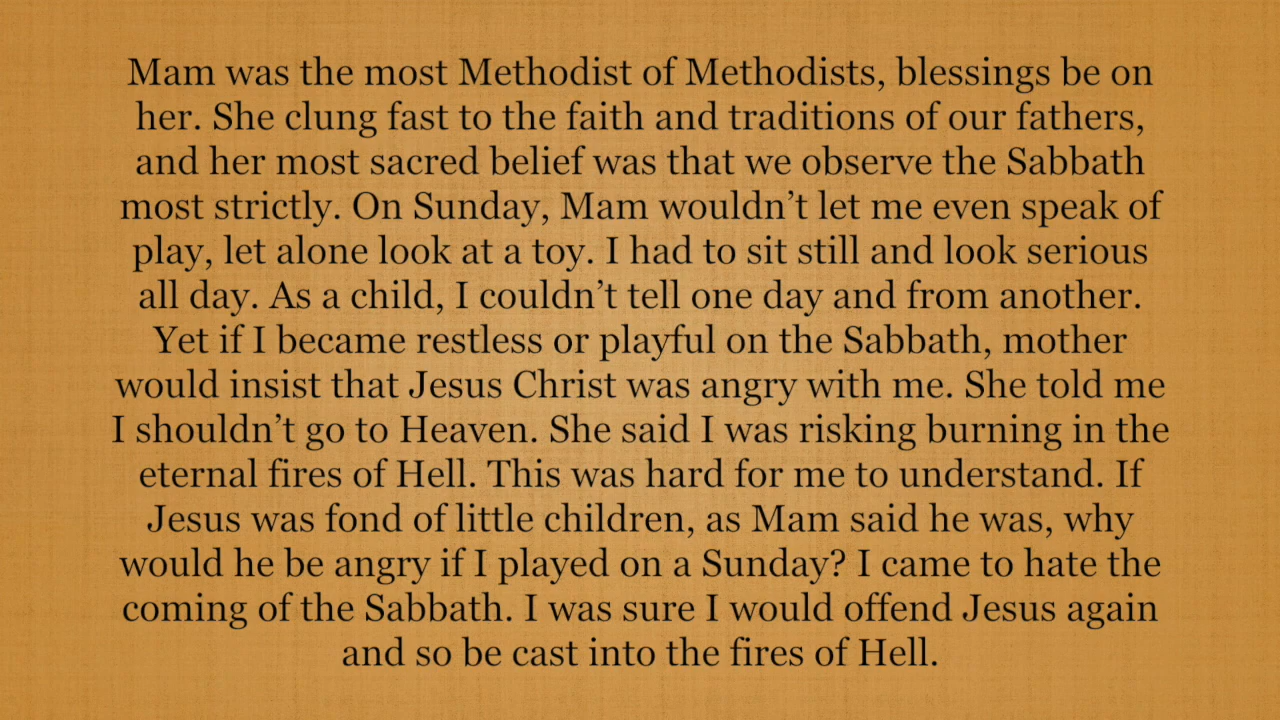 Mam was the most Methodist of Methodists, blessings be on
her. She clung fast to the faith and traditions of our fathers,
and her most sacred belief was that we observe the Sabbath
most strictly. On Sunday, Mam wouldn’t let me even speak of
play, let alone look at a toy. I had to sit still and look serious
all day. As a child, I couldn’t tell one day and from another.
Yet if I became restless or playful on the Sabbath, mother
would insist that Jesus Christ was angry with me. She told me
I shouldn’t go to Heaven. She said I was risking burning in the
eternal fires of Hell. This was hard for me to understand. If
Jesus was fond of little children, as Mam said he was, why
would he be angry if I played on a Sunday? I came to hate the
coming of the Sabbath. I was sure I would offend Jesus again
and so be cast into the fires of Hell.